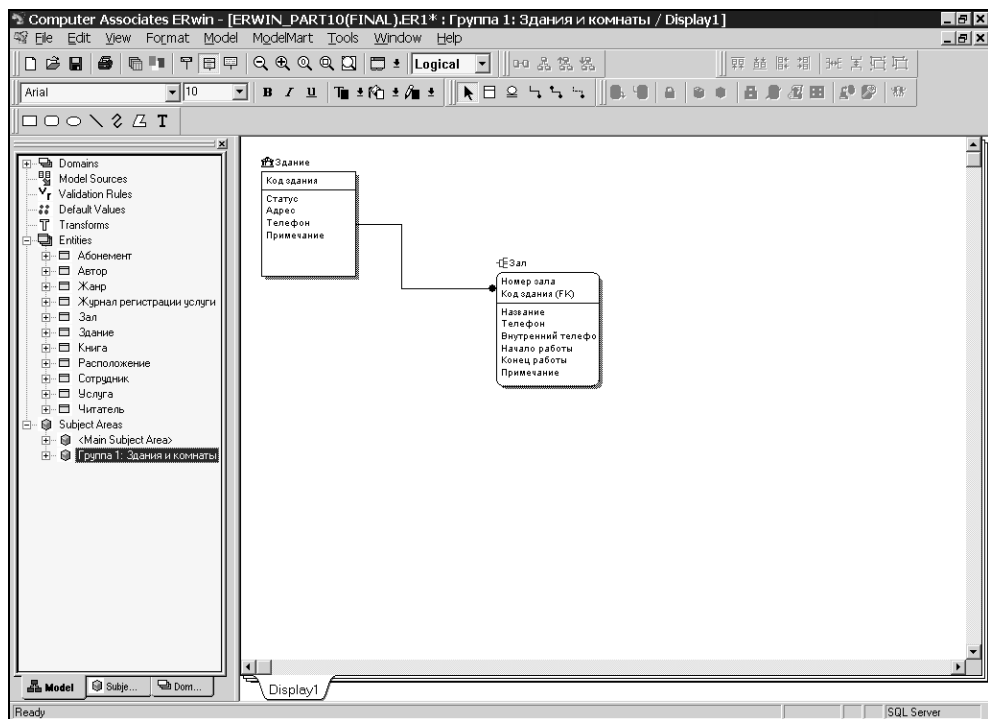 Computer Associates ERwin - [ERWIN_PART10(FINAL).ER1* : Группа 1: Здания и комнаты / Display1]
File Edit View Format Model ModelMart Tools Window Help
Logical
Arial 10 B I U
T
Domains
Model Sources
Validation Rules
Default Values
Transforms
Entities
Абонемент
Автор
Жанр
Журнал регистрации услуги
Зал
Здание
Книга
Расположение
Сотрудник
Услуга
Читатель
Subject Areas
<Main Subject Area>
Группа 1: Здания и комнаты
Model Subje... Dom...
Здание
Код здания
Статус
Адрес
Телефон
Примечание
Зал
Номер зала
Код здания (FK)
Название
Телефон
Внутренний телефо
Начало работы
Конец работы
Примечание
Display1
Ready SQL Server